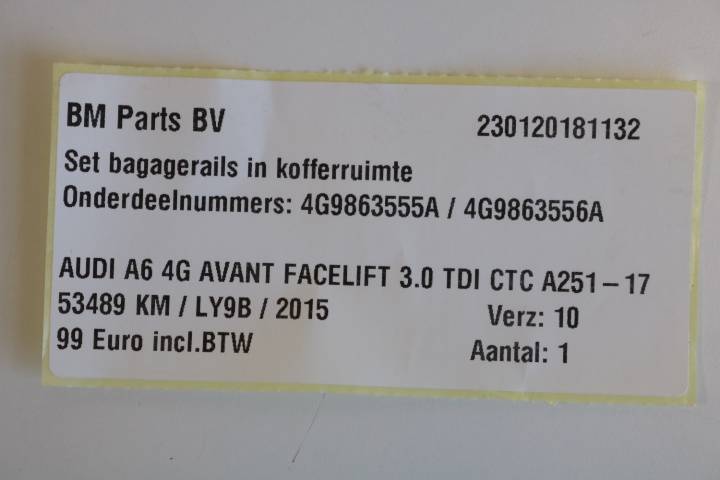 BM Parts BV 230120181132
Set bagagerails in kofferruimte
Onderdeelnummers: 4G9863555A / 4G9863556A
AUDI A6 4G AVANT FACELIFT 3.0 TDI CTC A251-17
53489 KM / LY9B / 2015 Verz: 10
99 Euro incl.BTW Aantal: 1